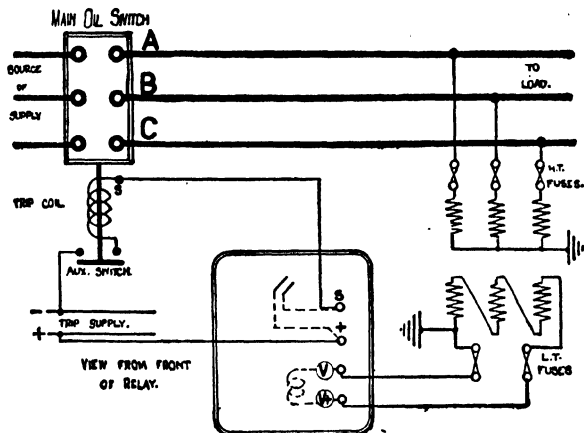 MAIN OIL SWITCH
A
SOURCE
OF
SUPPLY
B
C
TO
LOAD.
H.T.
FUSES.
TRIP COIL
S
AUX. SWITCH
-
+
TRIP SUPPLY.
VIEW FROM FRONT
OF RELAY.
S
+
V
L.T.
FUSES